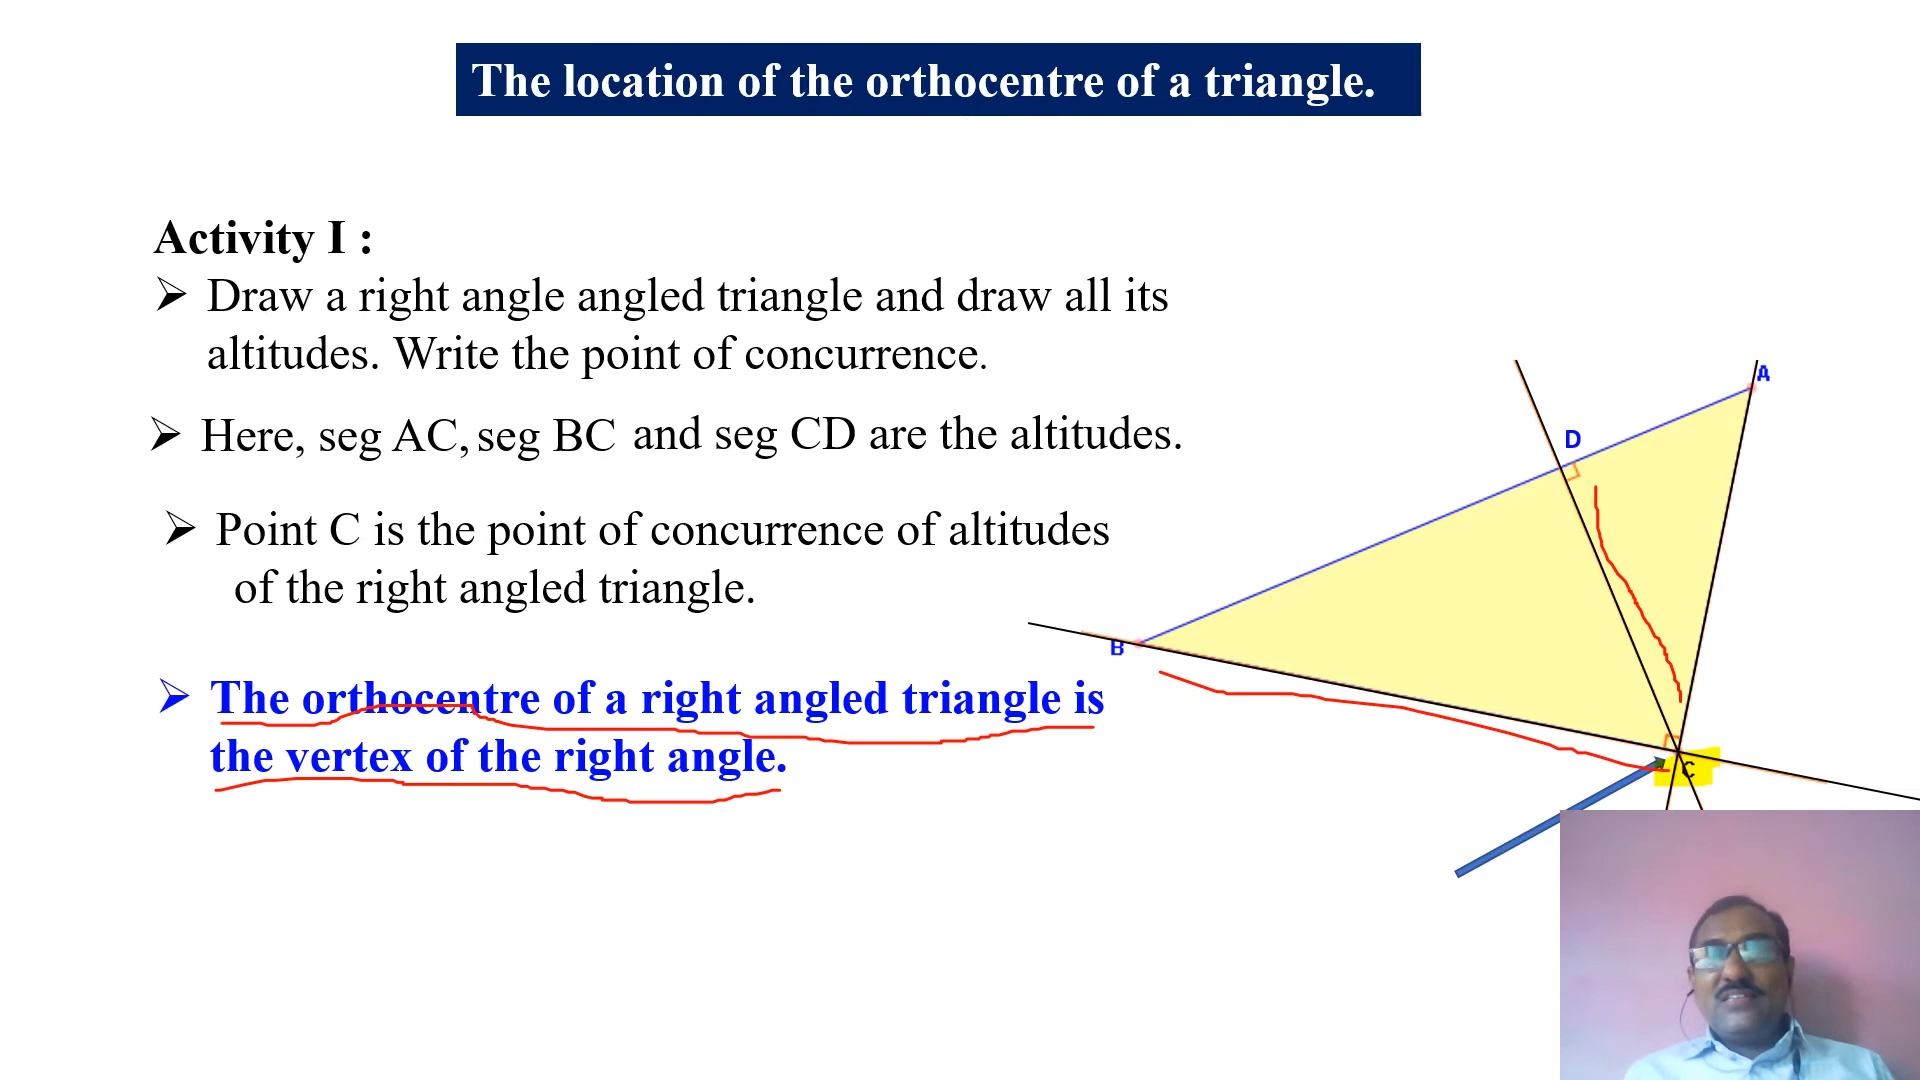 The location of the orthocentre of a triangle.
Activity I :
Draw a right angle angled triangle and draw all its
altitudes. Write the point of concurrence.
Here, seg AC, seg BC and seg CD are the altitudes.
Point C is the point of concurrence of altitudes
of the right angled triangle.
The orthocentre of a right angled triangle is
the vertex of the right angle.
A
D
B
C